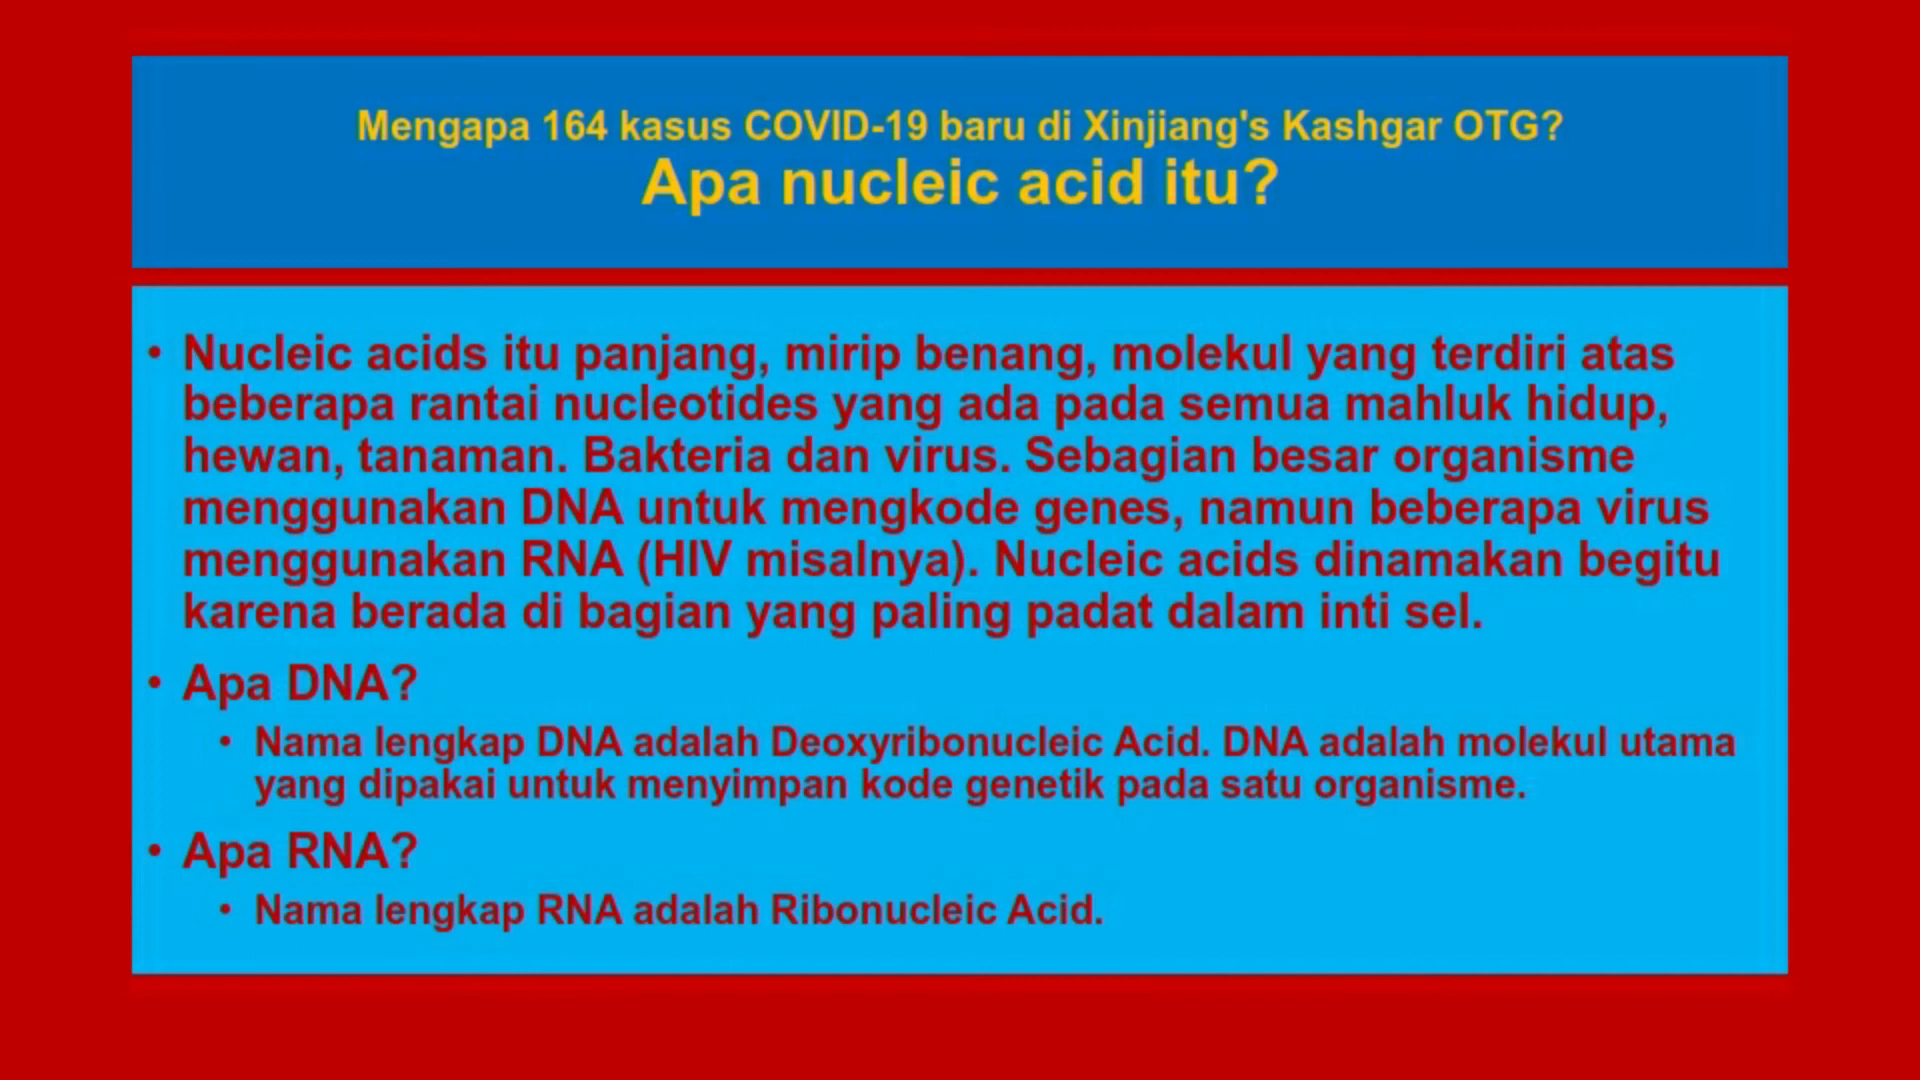 Mengapa 164 kasus COVID-19 baru di Xinjiang's Kashgar OTG?
Apa nucleic acid itu?
• Nucleic acids itu panjang, mirip benang, molekul yang terdiri atas
beberapa rantai nucleotides yang ada pada semua mahluk hidup,
hewan, tanaman. Bakteria dan virus. Sebagian besar organisme
menggunakan DNA untuk mengkode genes, namun beberapa virus
menggunakan RNA (HIV misalnya). Nucleic acids dinamakan begitu
karena berada di bagian yang paling padat dalam inti sel.
• Apa DNA?
• Nama lengkap DNA adalah Deoxyribonucleic Acid. DNA adalah molekul utama
yang dipakai untuk menyimpan kode genetik pada satu organisme.
• Apa RNA?
• Nama lengkap RNA adalah Ribonucleic Acid.